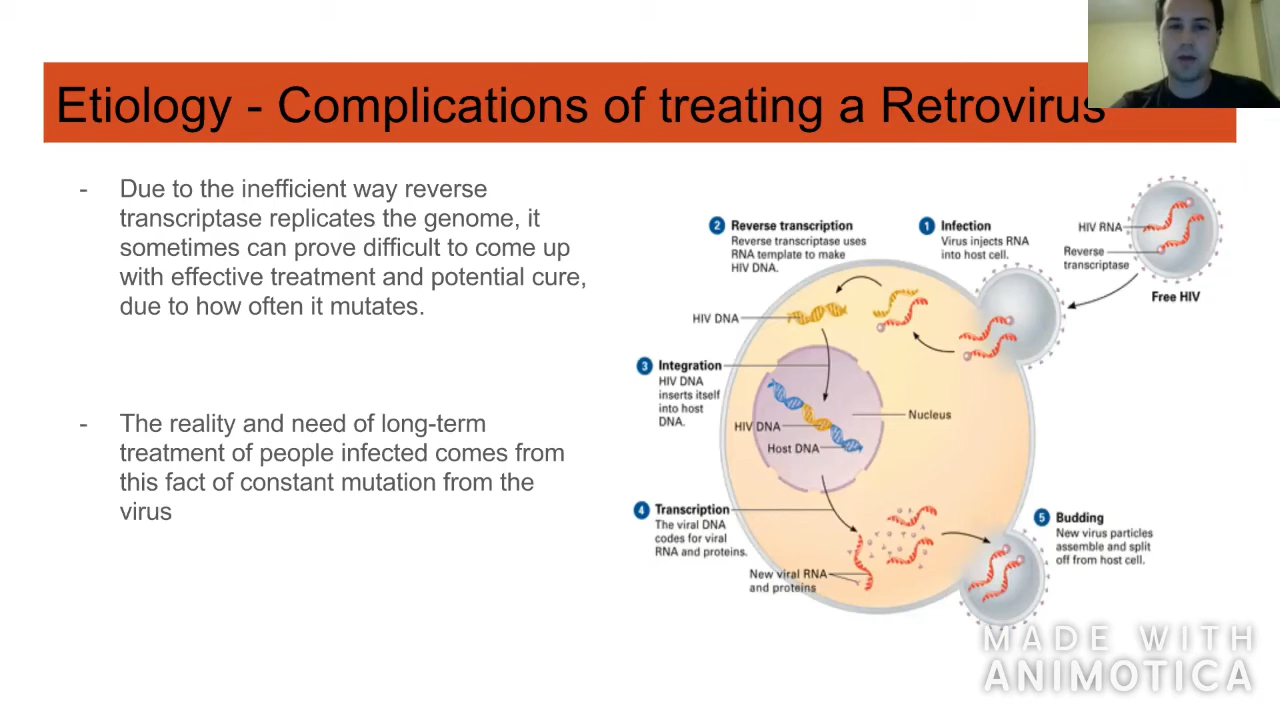 Etiology - Complications of treating a Retrovirus
- Due to the inefficient way reverse
transcriptase replicates the genome, it
sometimes can prove difficult to come up
with effective treatment and potential cure,
due to how often it mutates.
- The reality and need of long-term
treatment of people infected comes from
this fact of constant mutation from the
virus
2 Reverse transcription
Reverse transcriptase uses
RNA template to make
HIV DNA.
1 Infection
Virus injects RNA
into host cell.
HIV RNA
Reverse
transcriptase
Free HIV
HIV DNA
3 Integration
HIV DNA
inserts itself
into host
DNA.
HIV DNA
Host DNA
Nucleus
4 Transcription
The viral DNA
codes for viral
RNA and proteins.
New viral RNA
and proteins
5 Budding
New virus particles
assemble and split
off from host cell.
MADE WITH
ANIMOTICA